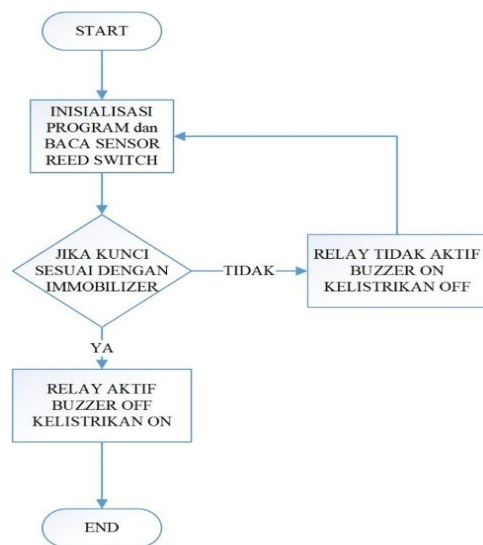 START
INISIALISASI
PROGRAM dan
BACA SENSOR
REED SWITCH
JIKA KUNCI
SESUAI DENGAN
IMMOBILIZER
TIDAK
RELAY TIDAK AKTIF
BUZZER ON
KELISTRIKAN OFF
YA
RELAY AKTIF
BUZZER OFF
KELISTRIKAN ON
END